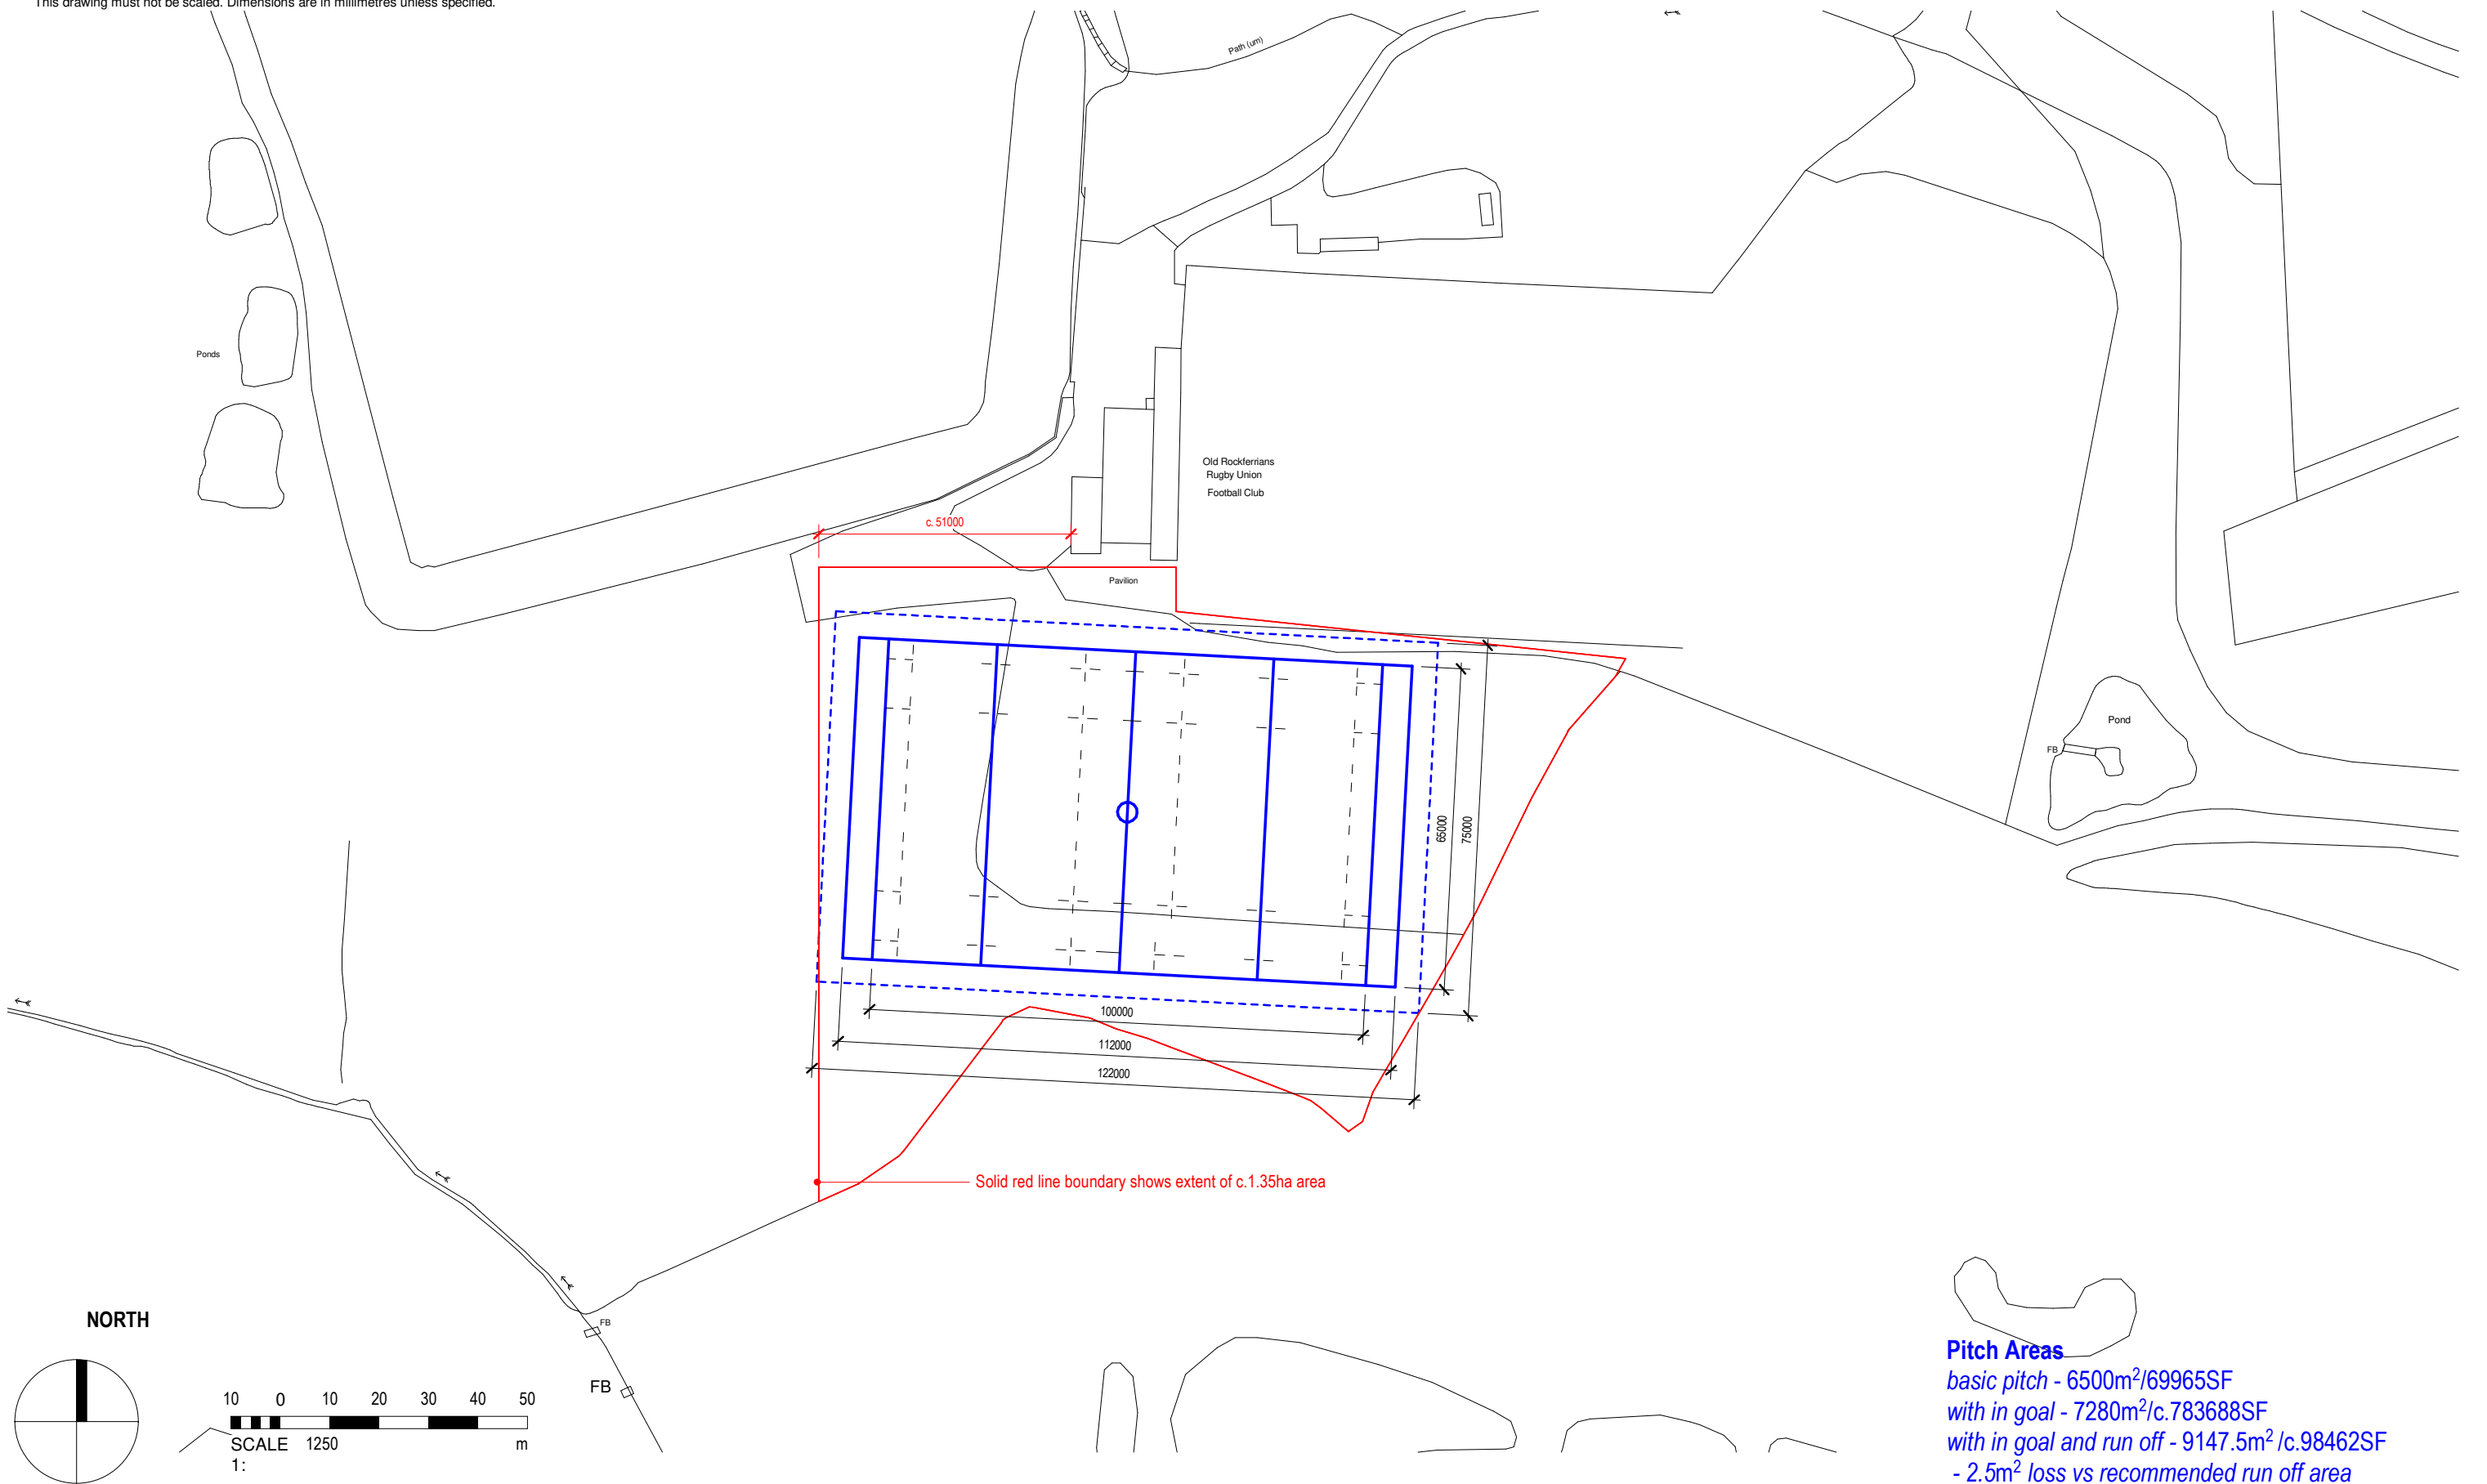 This drawing must not be scaled. Dimensions are in millimetres unless specified.
Path (um)
Ponds
Old Rockferrians
Rugby Union
Football Club
c. 51000
Pavilion
Pond
FB
65000
75000
100000
112000
122000
Solid red line boundary shows extent of c.1.35ha area
NORTH
FB
FB
10 0 10 20 30 40 50
SCALE 1250 m
1:
Pitch Areas
basic pitch - 6500m²/69965SF
with in goal - 7280m²/c.783688SF
with in goal and run off - 9147.5m² /c.98462SF
- 2.5m² loss vs recommended run off area